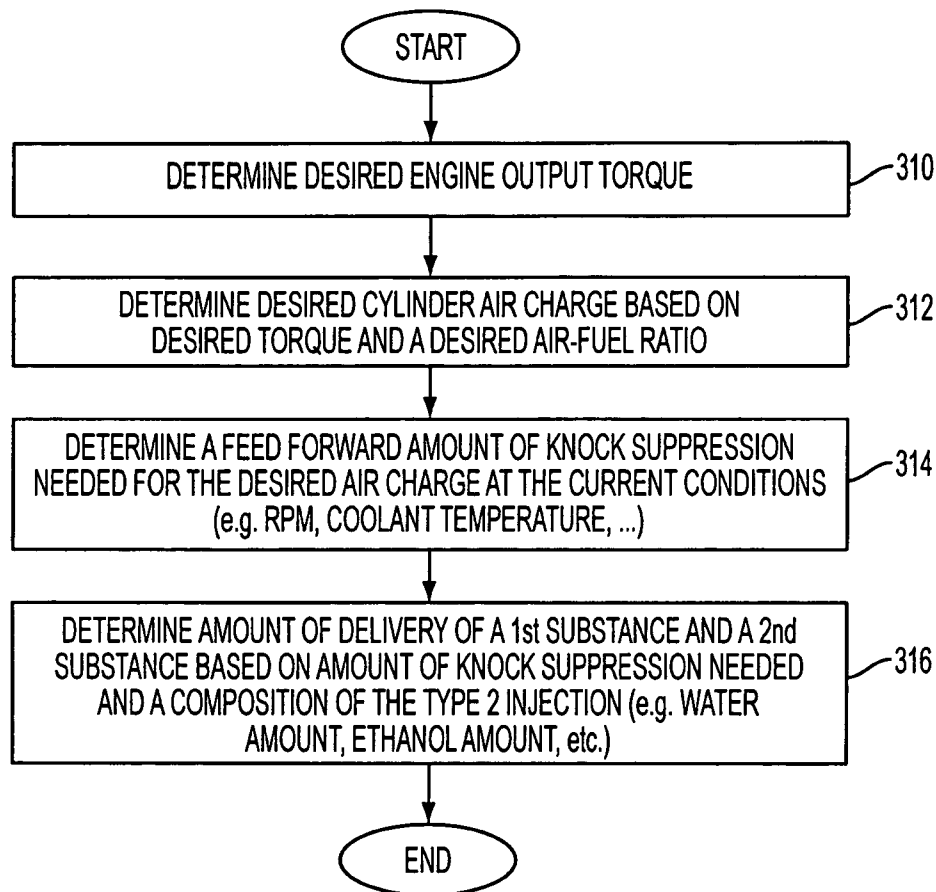 START
DETERMINE DESIRED ENGINE OUTPUT TORQUE
310
DETERMINE DESIRED CYLINDER AIR CHARGE BASED ON
DESIRED TORQUE AND A DESIRED AIR-FUEL RATIO
312
DETERMINE A FEED FORWARD AMOUNT OF KNOCK SUPPRESSION
NEEDED FOR THE DESIRED AIR CHARGE AT THE CURRENT CONDITIONS
(e.g. RPM, COOLANT TEMPERATURE, ...)
314
DETERMINE AMOUNT OF DELIVERY OF A 1st SUBSTANCE AND A 2nd
SUBSTANCE BASED ON AMOUNT OF KNOCK SUPPRESSION NEEDED
AND A COMPOSITION OF THE TYPE 2 INJECTION (e.g. WATER
AMOUNT, ETHANOL AMOUNT, etc.)
316
END